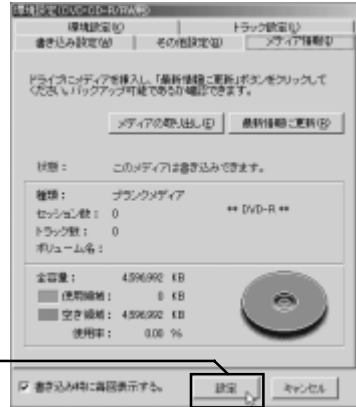 環境設定(DVD・CD-R/RW用)
環境設定(K) トラック設定(L)
書き込み設定(W) その他設定(Q) メディア情報(I)
ドライブにメディアを挿入し、「最新情報に更新」ボタンをクリックして
ください。バックアップ可能であるか確認できます。
メディアの取り出し(E) 最新情報に更新(R)
状態： このメディアは書き込みできます。
種類： ブランクメディア
セッション数： 0 ** DVD-R **
トラック数： 0
ボリューム名：
全容量： 4,596,992 KB
使用領域： 0 KB
空き領域： 4,596,992 KB
使用率： 0.00 %
書き込み時に毎回表示する。 設定 キャンセル